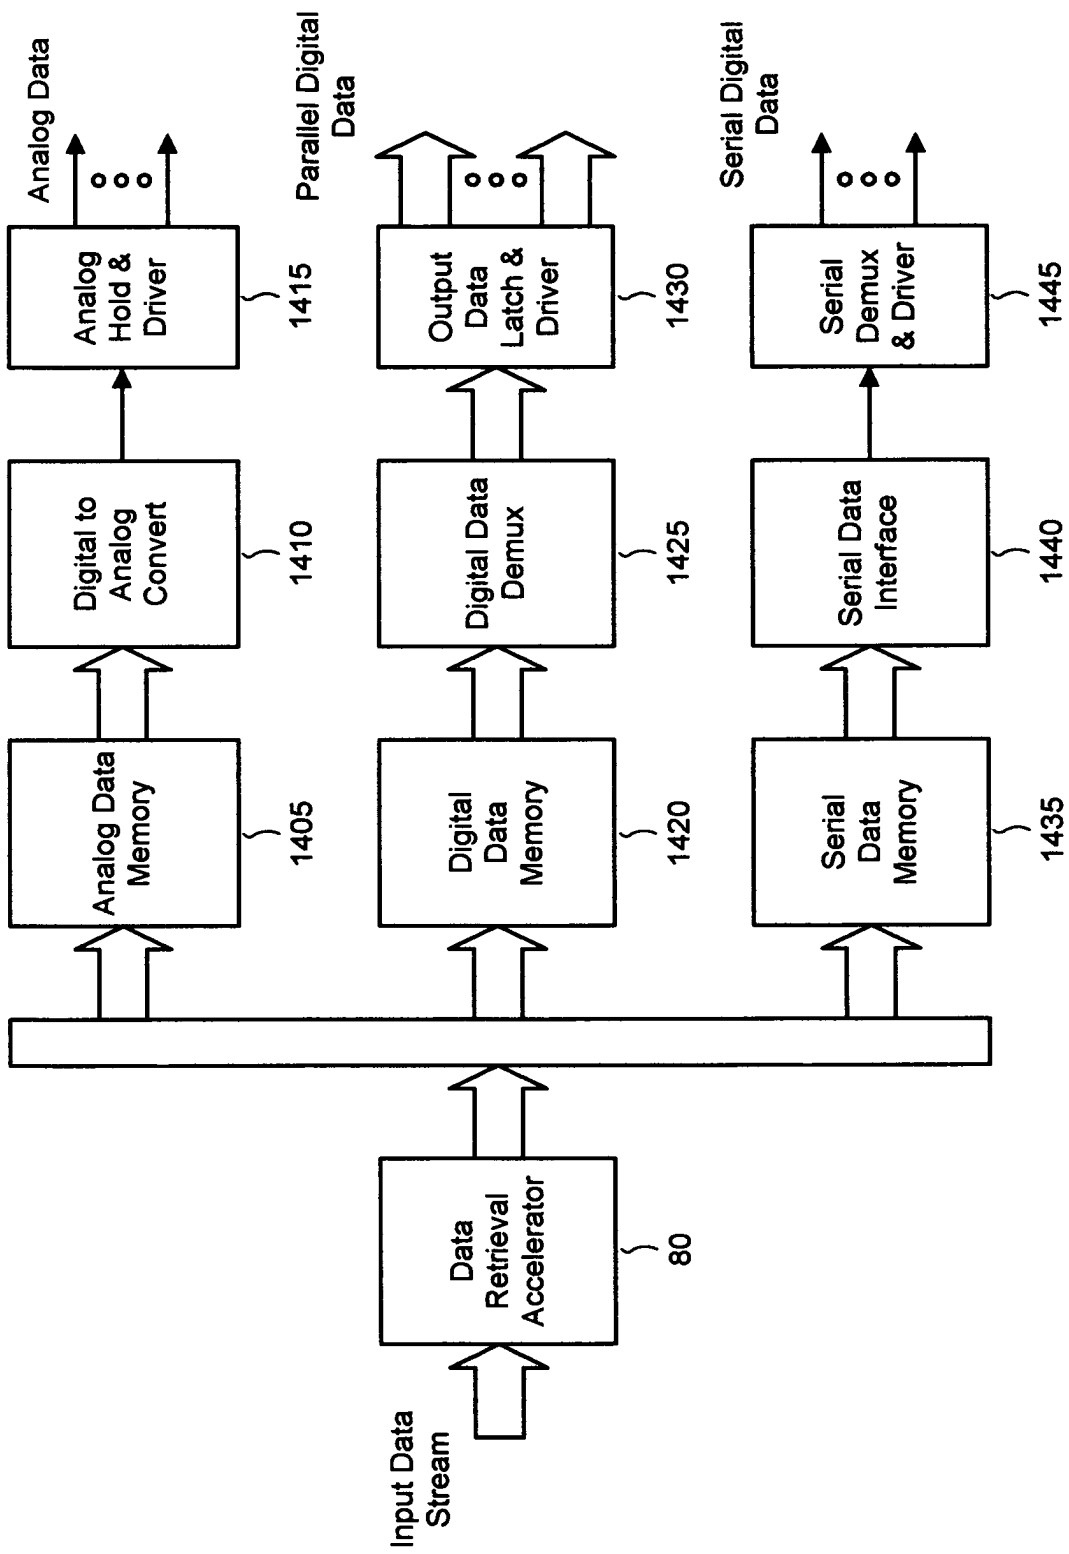 Input Data
Stream
Data
Retrieval
Accelerator
80
Analog Data
Memory
1405
Digital to
Analog
Convert
1410
Analog
Hold &
Driver
1415
Analog Data
Digital
Data
Memory
1420
Digital Data
Demux
1425
Output
Data
Latch &
Driver
1430
Parallel Digital
Data
Serial
Data
Memory
1435
Serial Data
Interface
1440
Serial
Demux
& Driver
1445
Serial Digital
Data